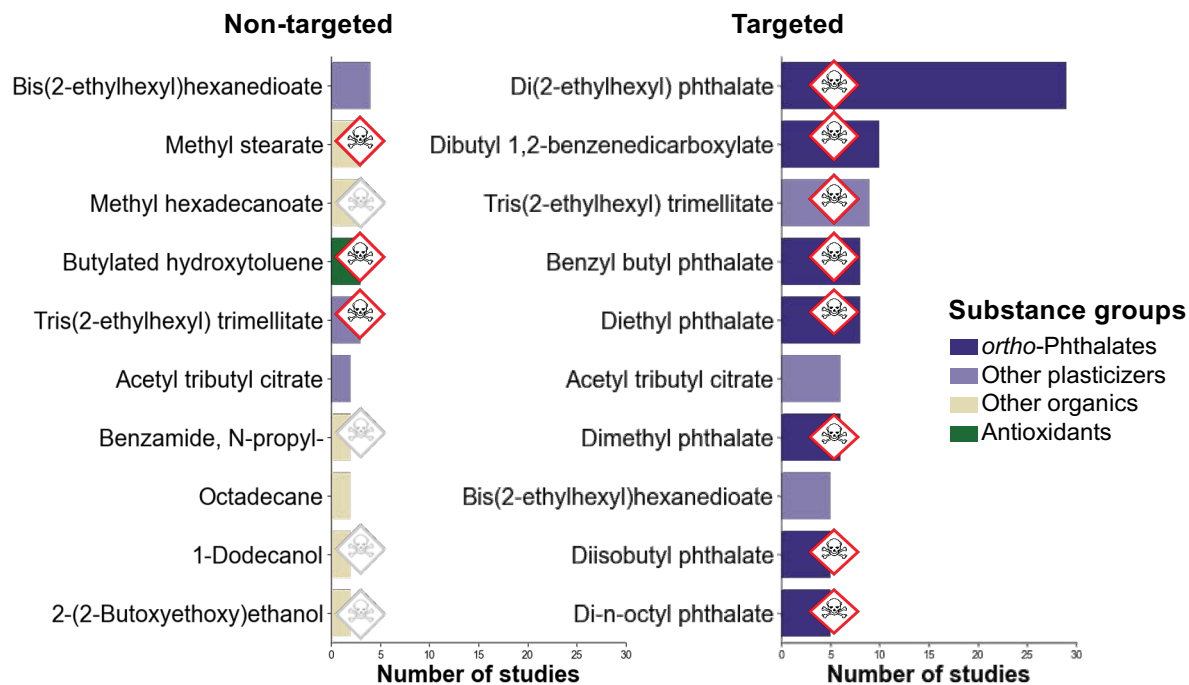 Non-targeted
Bis(2-ethylhexyl)hexanedioate
Methyl stearate
Methyl hexadecanoate
Butylated hydroxytoluene
Tris(2-ethylhexyl) trimellitate
Acetyl tributyl citrate
Benzamide, N-propyl-
Octadecane
1-Dodecanol
2-(2-Butoxyethoxy)ethanol
0 5 10 15 20 25 30
Number of studies
Targeted
Di(2-ethylhexyl) phthalate
Dibutyl 1,2-benzenedicarboxylate
Tris(2-ethylhexyl) trimellitate
Benzyl butyl phthalate
Diethyl phthalate
Acetyl tributyl citrate
Dimethyl phthalate
Bis(2-ethylhexyl)hexanedioate
Diisobutyl phthalate
Di-n-octyl phthalate
0 5 10 15 20 25 30
Number of studies
Substance groups
ortho-Phthalates
Other plasticizers
Other organics
Antioxidants